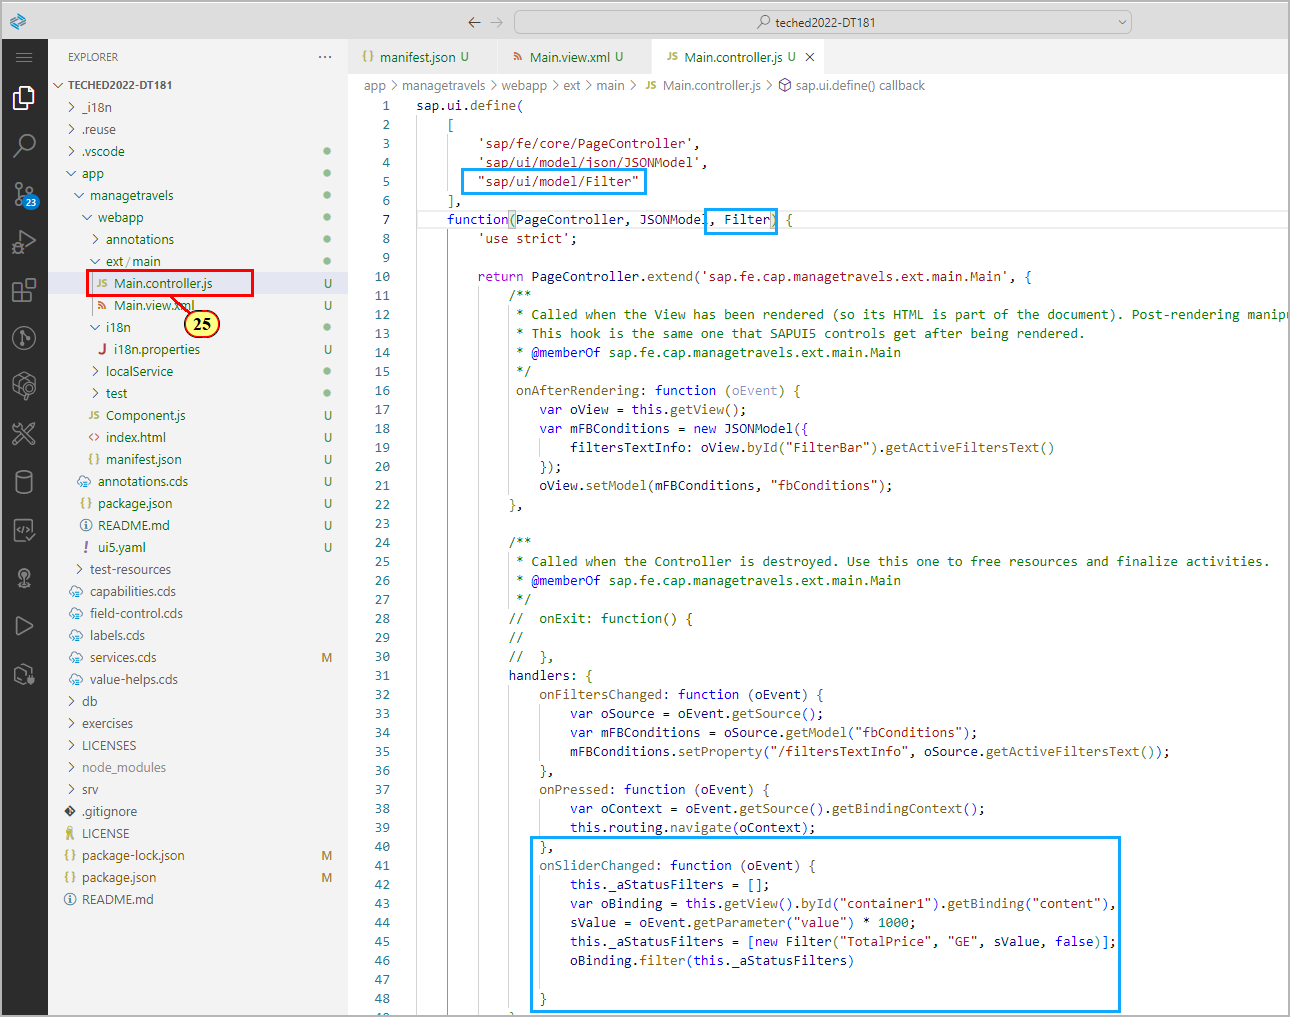 teched2022-DT181
EXPLORER
TECHED2022-DT181
_i18n
.reuse
.vscode
app
managetravels
webapp
annotations
ext / main
JS Main.controller.js U
Main.view.xml U
25
i18n
i18n.properties U
localService
test
JS Component.js U
<> index.html U
{} manifest.json U
annotations.cds U
{} package.json U
README.md U
! ui5.yaml U
test-resources
capabilities.cds
field-control.cds
labels.cds
services.cds M
value-helps.cds
db
exercises
LICENSES
node_modules
srv
.gitignore
LICENSE
{} package-lock.json M
{} package.json M
README.md
23
{} manifest.json U
Main.view.xml U
JS Main.controller.js U
app > managetravels > webapp > ext > main > JS Main.controller.js > sap.ui.define() callback
1 sap.ui.define(
2 [
3 'sap/fe/core/PageController',
4 'sap/ui/model/json/JSONModel',
5 "sap/ui/model/Filter"
6 ],
7 function(PageController, JSONModel, Filter) {
8 'use strict';
9
10 return PageController.extend('sap.fe.cap.managetravels.ext.main.Main', {
11 /**
12 * Called when the View has been rendered (so its HTML is part of the document). Post-rendering manipu
13 * This hook is the same one that SAPUI5 controls get after being rendered.
14 * @memberOf sap.fe.cap.managetravels.ext.main.Main
15 */
16 onAfterRendering: function (oEvent) {
17 var oView = this.getView();
18 var mFBConditions = new JSONModel({
19 filtersTextInfo: oView.byId("FilterBar").getActiveFiltersText()
20 });
21 oView.setModel(mFBConditions, "fbConditions");
22 },
23
24 /**
25 * Called when the Controller is destroyed. Use this one to free resources and finalize activities.
26 * @memberOf sap.fe.cap.managetravels.ext.main.Main
27 */
28 // onExit: function() {
29 //
30 // },
31 handlers: {
32 onFiltersChanged: function (oEvent) {
33 var oSource = oEvent.getSource();
34 var mFBConditions = oSource.getModel("fbConditions");
35 mFBConditions.setProperty("/filtersTextInfo", oSource.getActiveFiltersText());
36 },
37 onPressed: function (oEvent) {
38 var oContext = oEvent.getSource().getBindingContext();
39 this.routing.navigate(oContext);
40 },
41 onSliderChanged: function (oEvent) {
42 this._aStatusFilters = [];
43 var oBinding = this.getView().byId("container1").getBinding("content"),
44 sValue = oEvent.getParameter("value") * 1000;
45 this._aStatusFilters = [new Filter("TotalPrice", "GE", sValue, false)];
46 oBinding.filter(this._aStatusFilters)
47
48 }